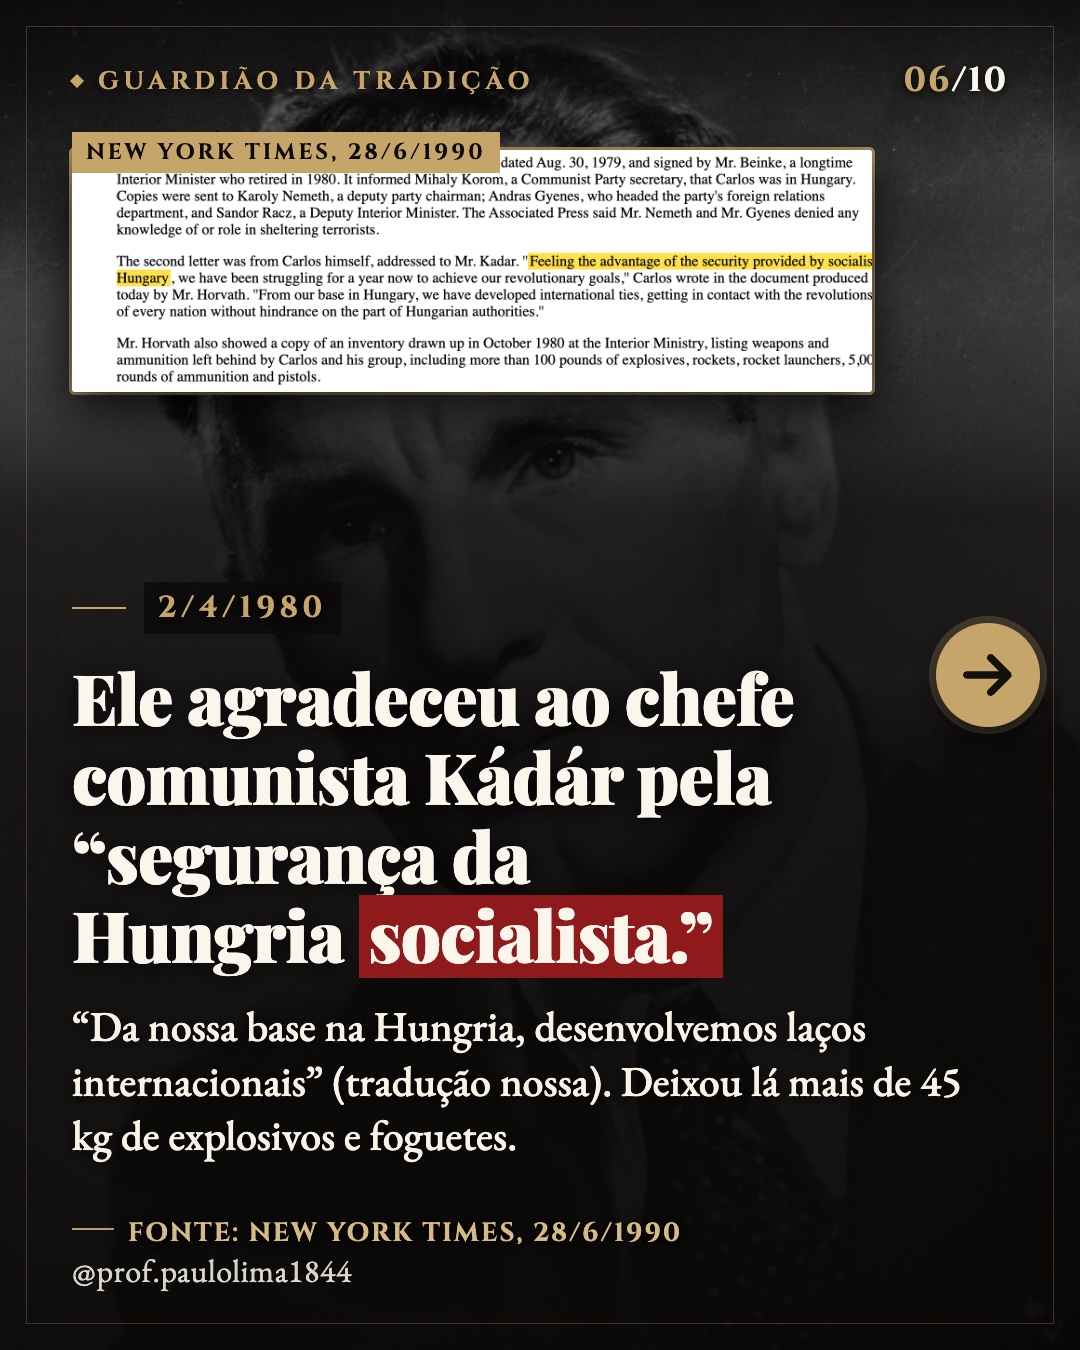 GUARDIÃO DA TRADIÇÃO
06/10
NEW YORK TIMES, 28/6/1990
dated Aug. 30, 1979, and signed by Mr. Beinke, a longtime
Interior Minister who retired in 1980. It informed Mihaly Korom, a Communist Party secretary, that Carlos was in Hungary.
Copies were sent to Karoly Nemeth, a deputy party chairman; Andras Gyenes, who headed the party's foreign relations
department, and Sandor Racz, a Deputy Interior Minister. The Associated Press said Mr. Nemeth and Mr. Gyenes denied any
knowledge of or role in sheltering terrorists.
The second letter was from Carlos himself, addressed to Mr. Kadar. "Feeling the advantage of the security provided by socialis
Hungary, we have been struggling for a year now to achieve our revolutionary goals," Carlos wrote in the document produced
today by Mr. Horvath. "From our base in Hungary, we have developed international ties, getting in contact with the revolutions
of every nation without hindrance on the part of Hungarian authorities."
Mr. Horvath also showed a copy of an inventory drawn up in October 1980 at the Interior Ministry, listing weapons and
ammunition left behind by Carlos and his group, including more than 100 pounds of explosives, rockets, rocket launchers, 5,00
rounds of ammunition and pistols.
2/4/1980
Ele agradeceu ao chefe
comunista Kádár pela
“segurança da
Hungria socialista.”
“Da nossa base na Hungria, desenvolvemos laços
internacionais” (tradução nossa). Deixou lá mais de 45
kg de explosivos e foguetes.
FONTE: NEW YORK TIMES, 28/6/1990
@prof.paulolima1844